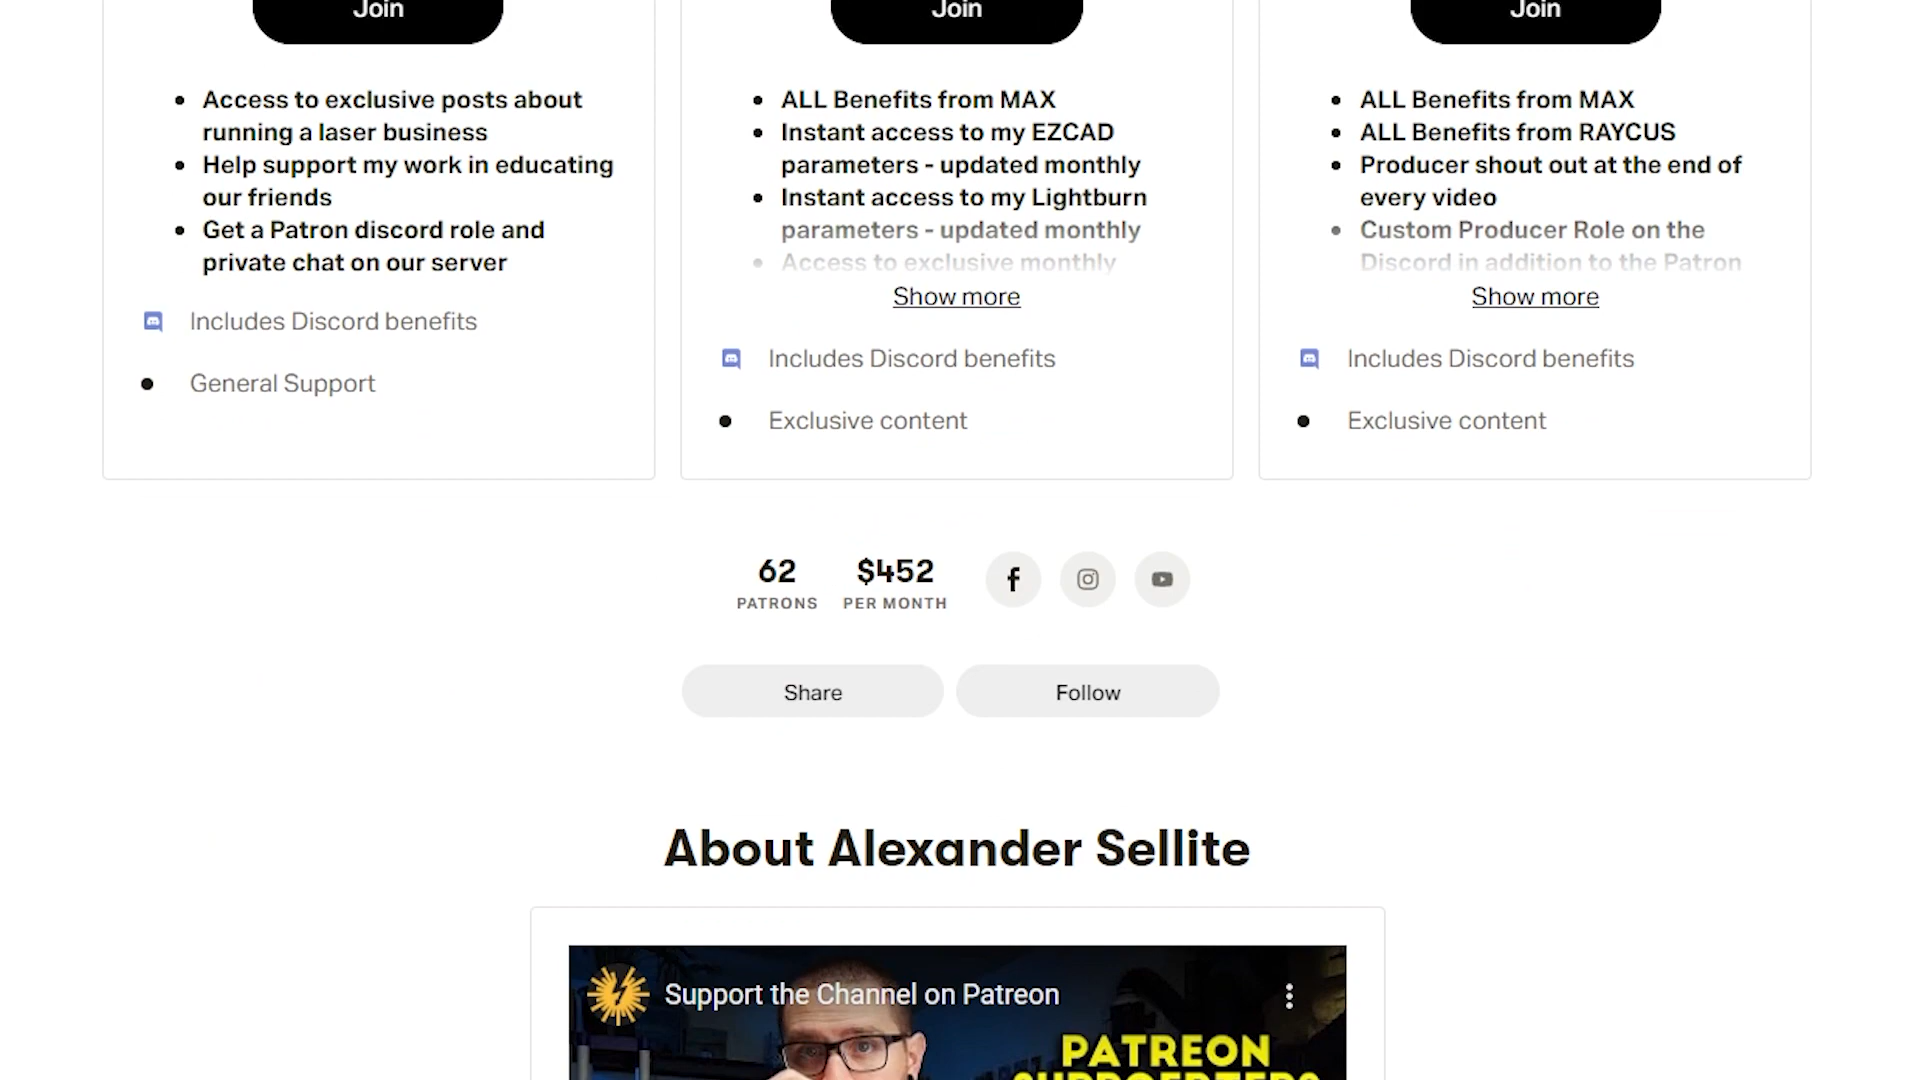 Join
Access to exclusive posts about
running a laser business
Help support my work in educating
our friends
Get a Patron discord role and
private chat on our server
Includes Discord benefits
General Support
Join
ALL Benefits from MAX
Instant access to my EZCAD
parameters - updated monthly
Instant access to my Lightburn
parameters - updated monthly
Access to exclusive monthly
Show more
Includes Discord benefits
Exclusive content
Join
ALL Benefits from MAX
ALL Benefits from RAYCUS
Producer shout out at the end of
every video
Custom Producer Role on the
Discord in addition to the Patron
Show more
Includes Discord benefits
Exclusive content
62
PATRONS
$452
PER MONTH
Share
Follow
About Alexander Sellite
Support the Channel on Patreon
PATREON